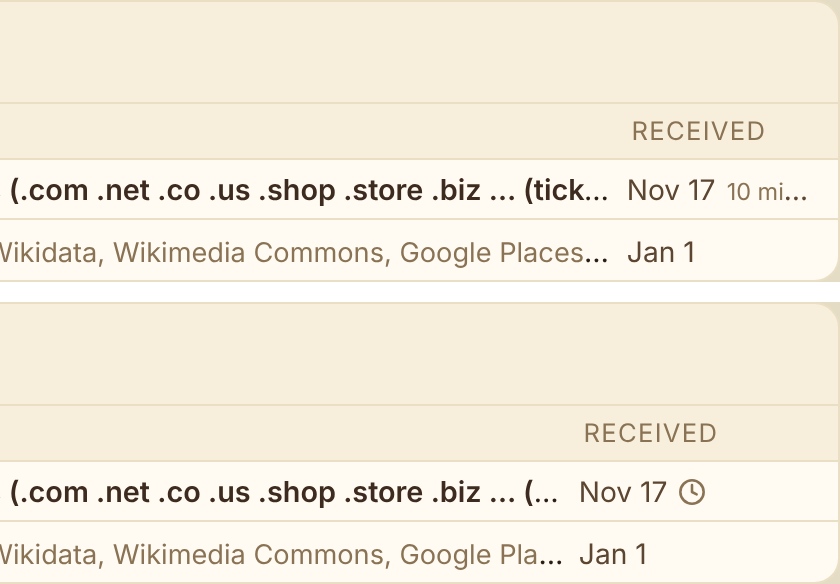 RECEIVED
(.com .net .co .us .shop .store .biz ... (tick... Nov 17 10 mi...
Wikidata, Wikimedia Commons, Google Places... Jan 1
RECEIVED
(.com .net .co .us .shop .store .biz ... (... Nov 17
Wikidata, Wikimedia Commons, Google Pla... Jan 1